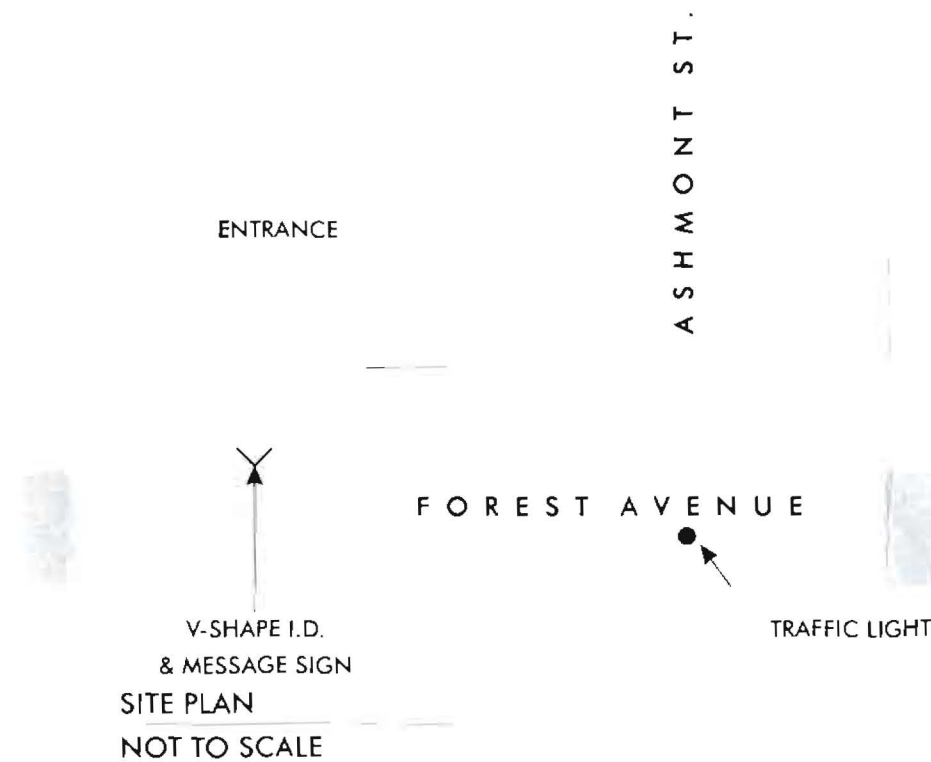 ASHMONT ST.
ENTRANCE
FOREST AVENUE
V-SHAPE I.D.
& MESSAGE SIGN
TRAFFIC LIGHT
SITE PLAN
NOT TO SCALE